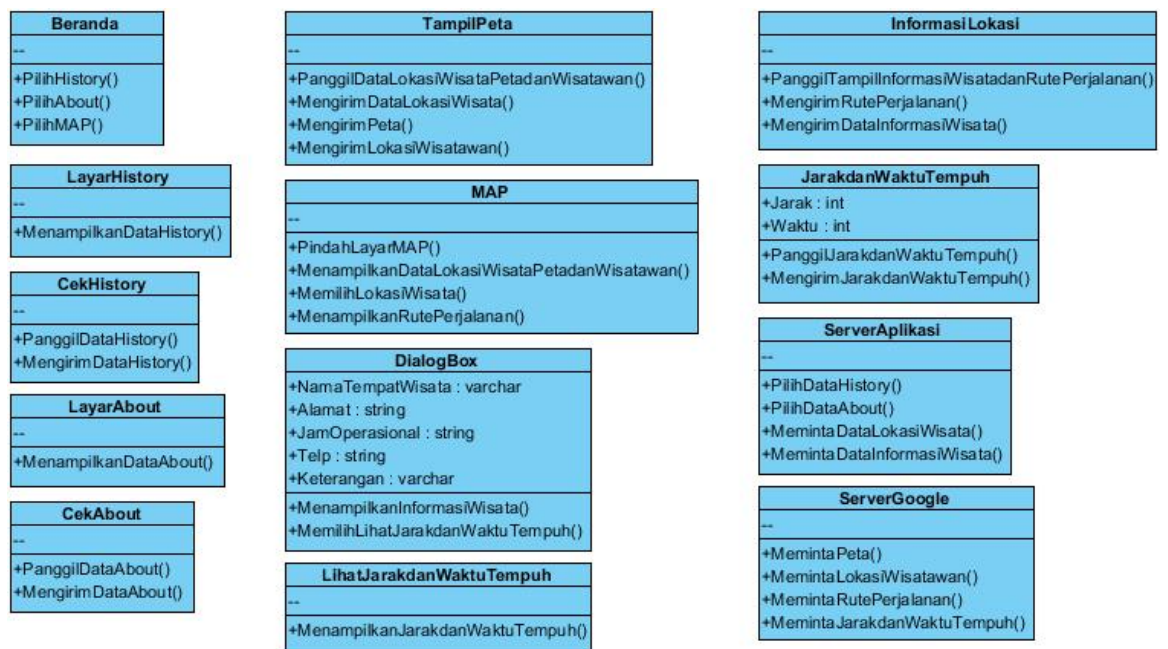 Beranda
--
+PilihHistory()
+PilihAbout()
+PilihMAP()
LayarHistory
--
+MenampilkanDataHistory()
CekHistory
--
+PanggilDataHistory()
+MengirimDataHistory()
LayarAbout
--
+MenampilkanDataAbout()
CekAbout
--
+PanggilDataAbout()
+MengirimDataAbout()
TampilPeta
--
+PanggilDataLokasiWisataPetadanWisatawan()
+MengirimDataLokasiWisata()
+MengirimPeta()
+MengirimLokasiWisatawan()
MAP
--
+PindahLayarMAP()
+MenampilkanDataLokasiWisataPetadanWisatawan()
+MemilihLokasiWisata()
+MenampilkanRutePerjalanan()
DialogBox
+NamaTempatWisata : varchar
+Alamat : string
+JamOperasional : string
+Telp : string
+Keterangan : varchar
+MenampilkanInformasiWisata()
+MemilihLihatJarakdanWaktuTempuh()
LihatJarakdanWaktuTempuh
--
+MenampilkanJarakdanWaktuTempuh()
InformasiLokasi
--
+PanggilTampilInformasiWisatadanRutePerjalanan()
+MengirimRutePerjalanan()
+MengirimDataInformasiWisata()
JarakdanWaktuTempuh
+Jarak : int
+Waktu : int
+PanggilJarakdanWaktuTempuh()
+MengirimJarakdanWaktuTempuh()
ServerAplikasi
--
+PilihDataHistory()
+PilihDataAbout()
+MemintaDataLokasiWisata()
+MemintaDataInformasiWisata()
ServerGoogle
--
+MemintaPeta()
+MemintaLokasiWisatawan()
+MemintaRutePerjalanan()
+MemintaJarakdanWaktuTempuh()